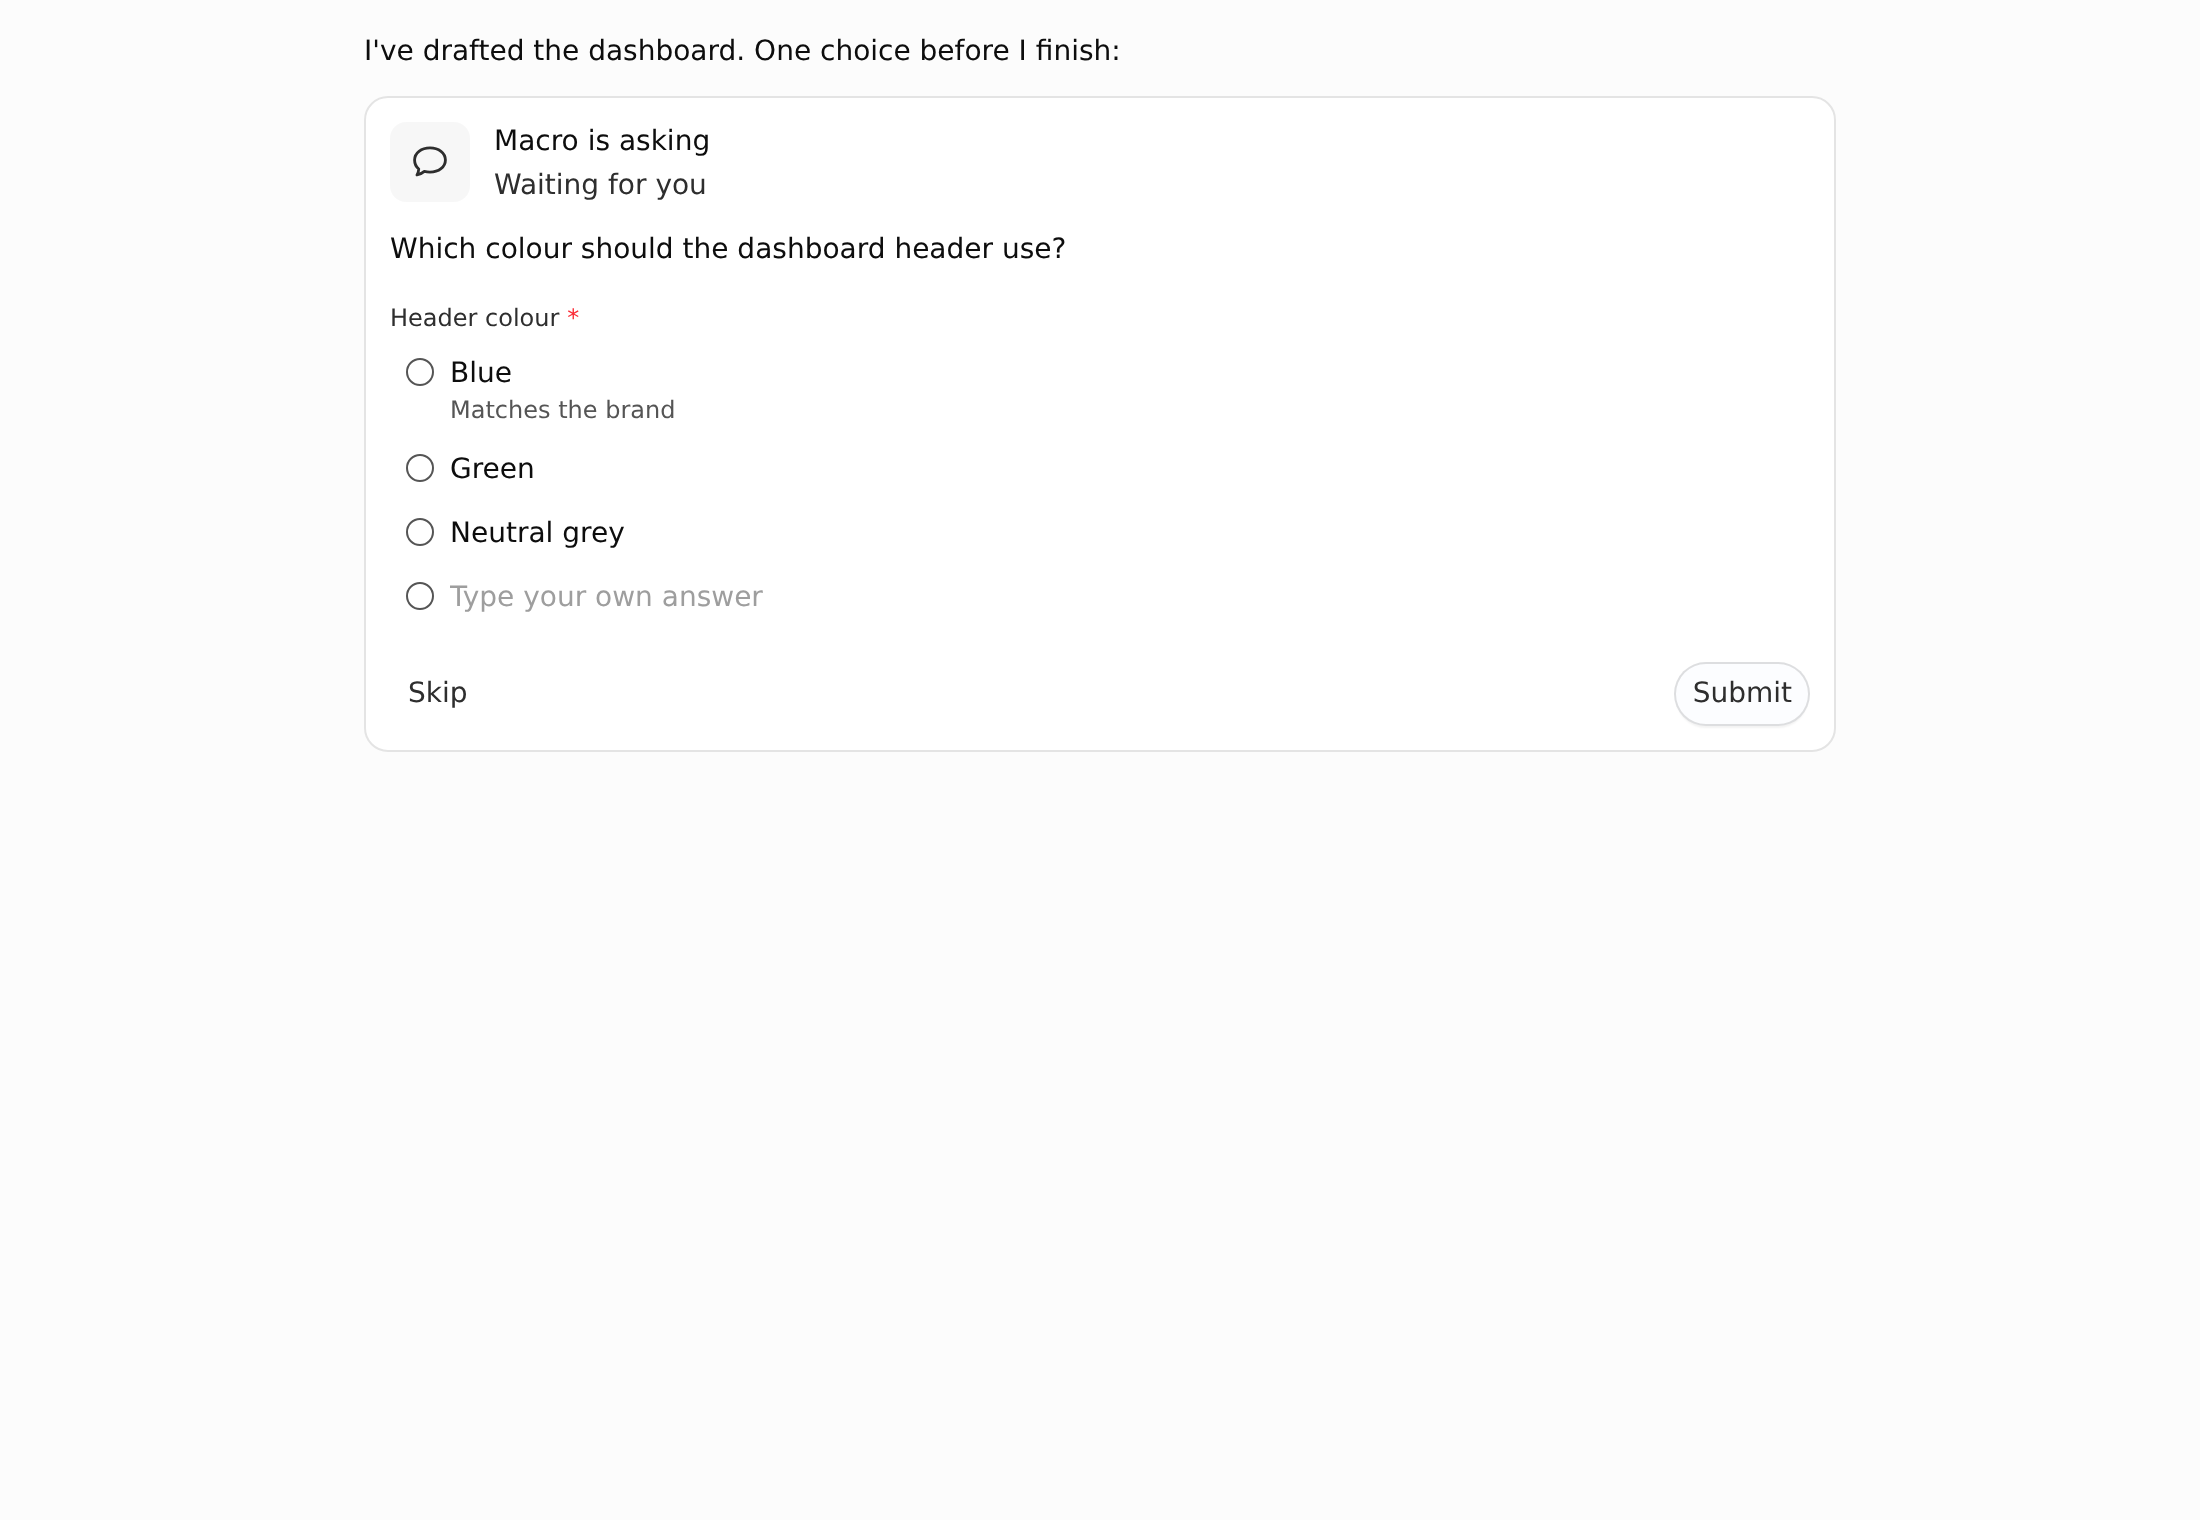 I've drafted the dashboard. One choice before I finish:
Macro is asking
Waiting for you
Which colour should the dashboard header use?
Header colour *
Blue
Matches the brand
Green
Neutral grey
Type your own answer
Skip
Submit